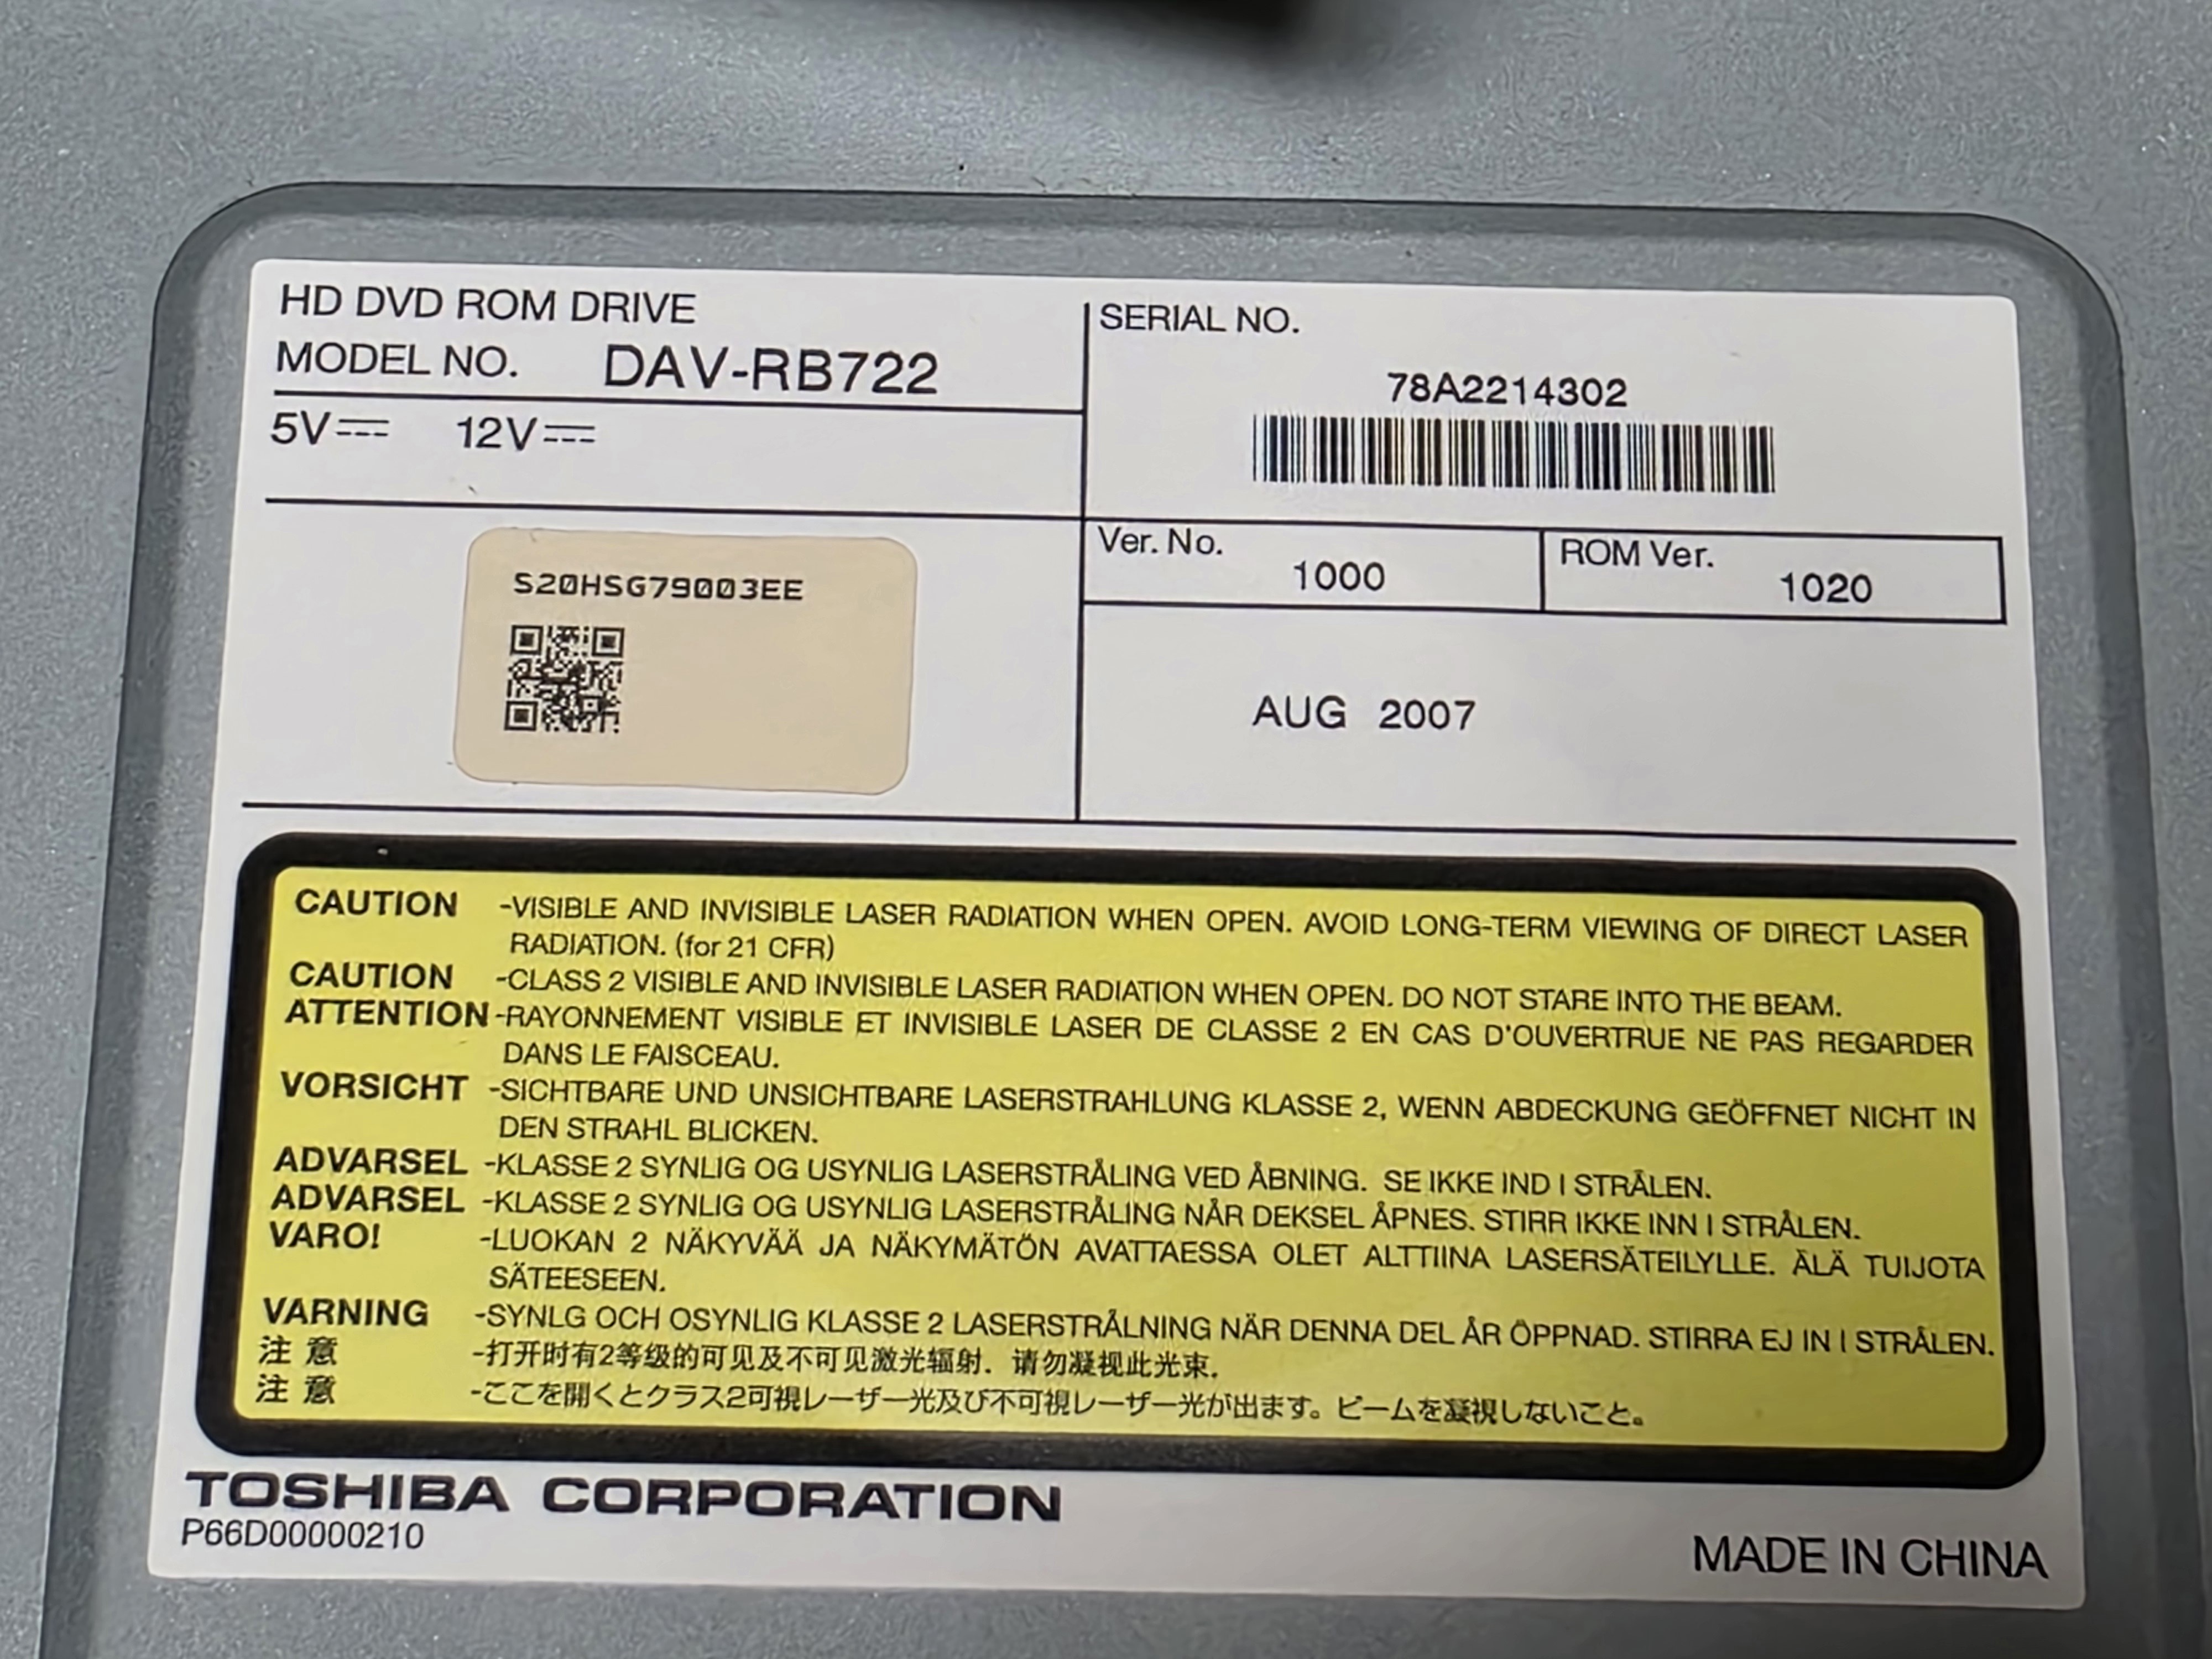 HD DVD ROM DRIVE
MODEL NO. DAV-RB722
5V 12V
SERIAL NO.
78A2214302
Ver. No. 1000
ROM Ver. 1020
S20HSG79003EE
AUG 2007
CAUTION -VISIBLE AND INVISIBLE LASER RADIATION WHEN OPEN. AVOID LONG-TERM VIEWING OF DIRECT LASER
RADIATION. (for 21 CFR)
CAUTION -CLASS 2 VISIBLE AND INVISIBLE LASER RADIATION WHEN OPEN. DO NOT STARE INTO THE BEAM.
ATTENTION -RAYONNEMENT VISIBLE ET INVISIBLE LASER DE CLASSE 2 EN CAS D'OUVERTRUE NE PAS REGARDER
DANS LE FAISCEAU.
VORSICHT -SICHTBARE UND UNSICHTBARE LASERSTRAHLUNG KLASSE 2, WENN ABDECKUNG GEÖFFNET NICHT IN
DEN STRAHL BLICKEN.
ADVARSEL -KLASSE 2 SYNLIG OG USYNLIG LASERSTRÅLING VED ÅBNING. SE IKKE IND I STRÅLEN.
ADVARSEL -KLASSE 2 SYNLIG OG USYNLIG LASERSTRÅLING NÅR DEKSEL ÅPNES. STIRR IKKE INN I STRÅLEN.
VARO! -LUOKAN 2 NÄKYVÄÄ JA NÄKYMÄTÖN AVATTAESSA OLET ALTTIINA LASERSÄTEILYLLE. ÄLÄ TUIJOTA
SÄTEESEEN.
VARNING -SYNLG OCH OSYNLIG KLASSE 2 LASERSTRÅLNING NÄR DENNA DEL ÅR ÖPPNAD. STIRRA EJ IN I STRÅLEN.
注 意 -打开时有2等级的可见及不可见激光辐射. 请勿凝视此光束.
注 意 -ここを開くとクラス2可視レーザー光及び不可視レーザー光が出ます。ビームを凝視しないこと。
TOSHIBA CORPORATION
P66D00000210
MADE IN CHINA